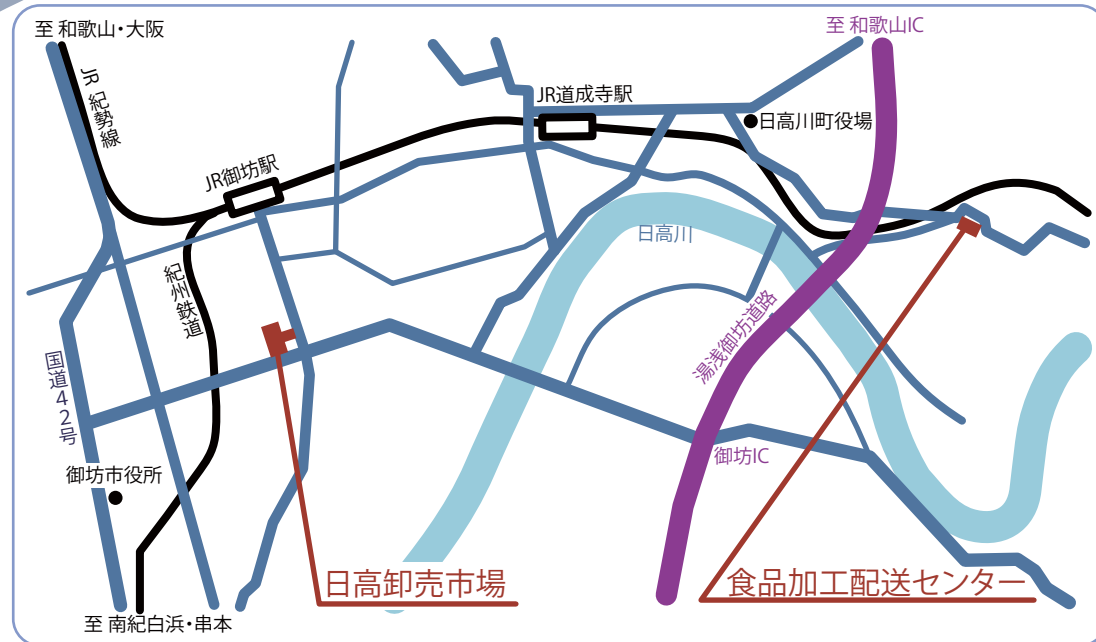 至 和歌山・大阪
至 和歌山IC
JR 紀勢線
JR道成寺駅
日高川町役場
JR御坊駅
日高川
紀州鉄道
湯浅御坊道路
国道42号
御坊IC
御坊市役所
日高卸売市場
食品加工配送センター
至 南紀白浜・串本